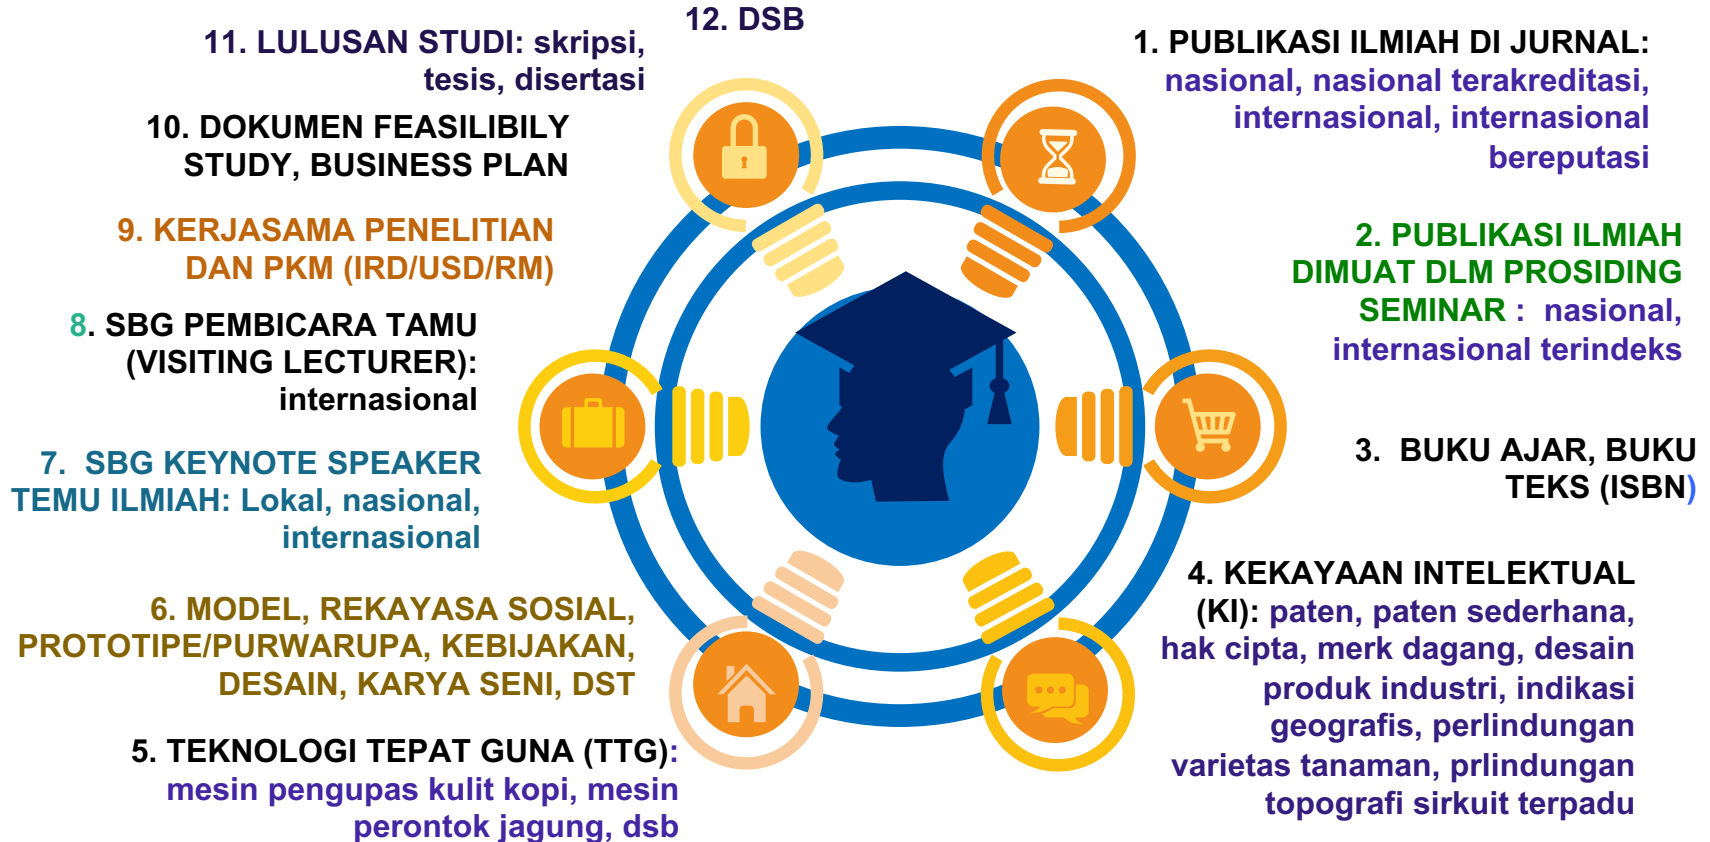 12. DSB
1. PUBLIKASI ILMIAH DI JURNAL:
nasional, nasional terakreditasi,
internasional, internasional
bereputasi
2. PUBLIKASI ILMIAH
DIMUAT DLM PROSIDING
SEMINAR : nasional,
internasional terindeks
3. BUKU AJAR, BUKU
TEKS (ISBN)
4. KEKAYAAN INTELEKTUAL
(KI): paten, paten sederhana,
hak cipta, merk dagang, desain
produk industri, indikasi
geografis, perlindungan
varietas tanaman, prlindungan
topografi sirkuit terpadu
5. TEKNOLOGI TEPAT GUNA (TTG):
mesin pengupas kulit kopi, mesin
perontok jagung, dsb
6. MODEL, REKAYASA SOSIAL,
PROTOTIPE/PURWARUPA, KEBIJAKAN,
DESAIN, KARYA SENI, DST
7. SBG KEYNOTE SPEAKER
TEMU ILMIAH: Lokal, nasional,
internasional
8. SBG PEMBICARA TAMU
(VISITING LECTURER):
internasional
9. KERJASAMA PENELITIAN
DAN PKM (IRD/USD/RM)
10. DOKUMEN FEASILIBILY
STUDY, BUSINESS PLAN
11. LULUSAN STUDI: skripsi,
tesis, disertasi